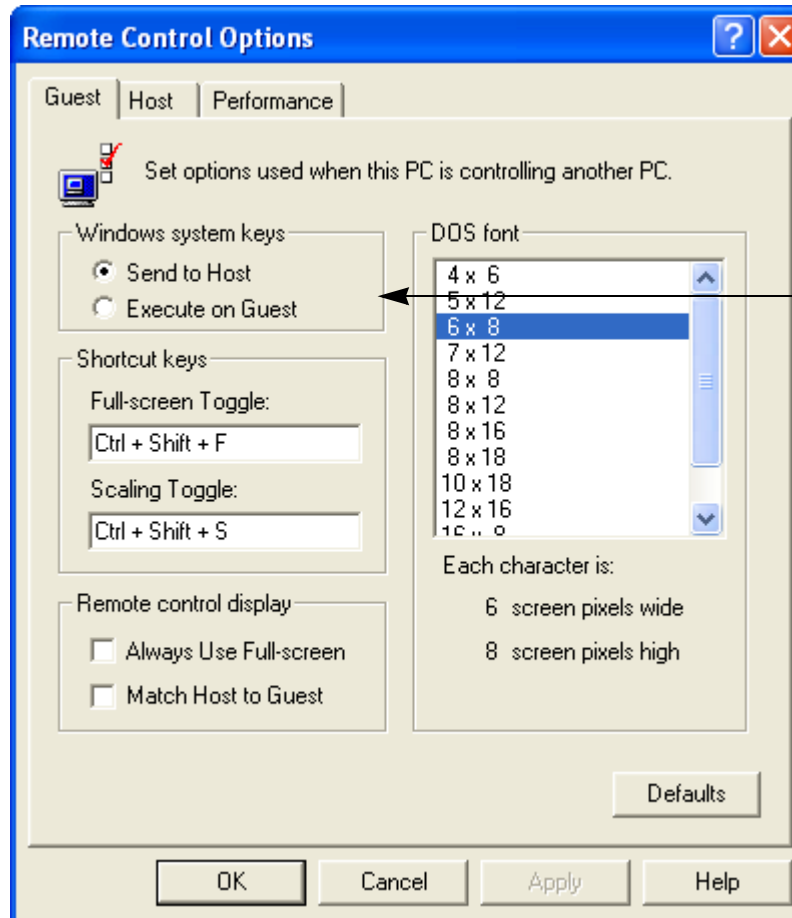 Remote Control Options
Guest Host Performance
Set options used when this PC is controlling another PC.
Windows system keys
Send to Host
Execute on Guest
Shortcut keys
Full-screen Toggle:
Ctrl + Shift + F
Scaling Toggle:
Ctrl + Shift + S
Remote control display
Always Use Full-screen
Match Host to Guest
DOS font
4 x 6
5 x 12
6 x 8
7 x 12
8 x 8
8 x 12
8 x 16
8 x 18
10 x 18
12 x 16
Each character is:
6 screen pixels wide
8 screen pixels high
Defaults
OK Cancel Apply Help